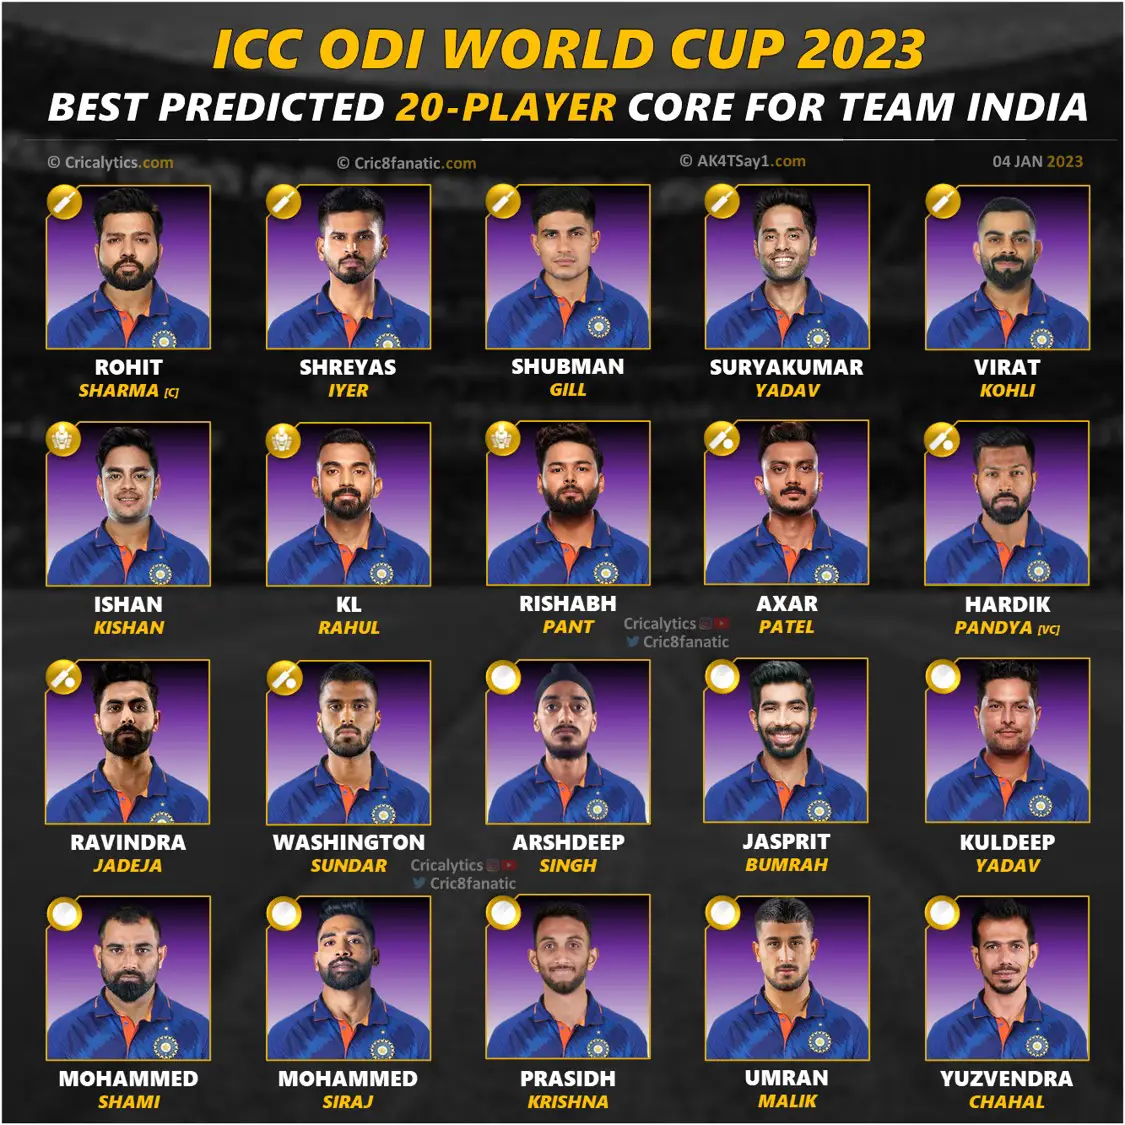 ICC ODI WORLD CUP 2023
BEST PREDICTED 20-PLAYER CORE FOR TEAM INDIA
© Cricalytics.com © Cric8fanatic.com © AK4TSay1.com 04 JAN 2023
ROHIT SHREYAS SHUBMAN SURYAKUMAR VIRAT
SHARMA [C] IYER GILL YADAV KOHLI
ISHAN KL RISHABH AXAR HARDIK
KISHAN RAHUL PANT PATEL PANDYA [VC]
Cricalytics
Cric8fanatic
RAVINDRA WASHINGTON ARSHDEEP JASPRIT KULDEEP
JADEJA SUNDAR SINGH BUMRAH YADAV
Cricalytics
Cric8fanatic
MOHAMMED MOHAMMED PRASIDH UMRAN YUZVENDRA
SHAMI SIRAJ KRISHNA MALIK CHAHAL